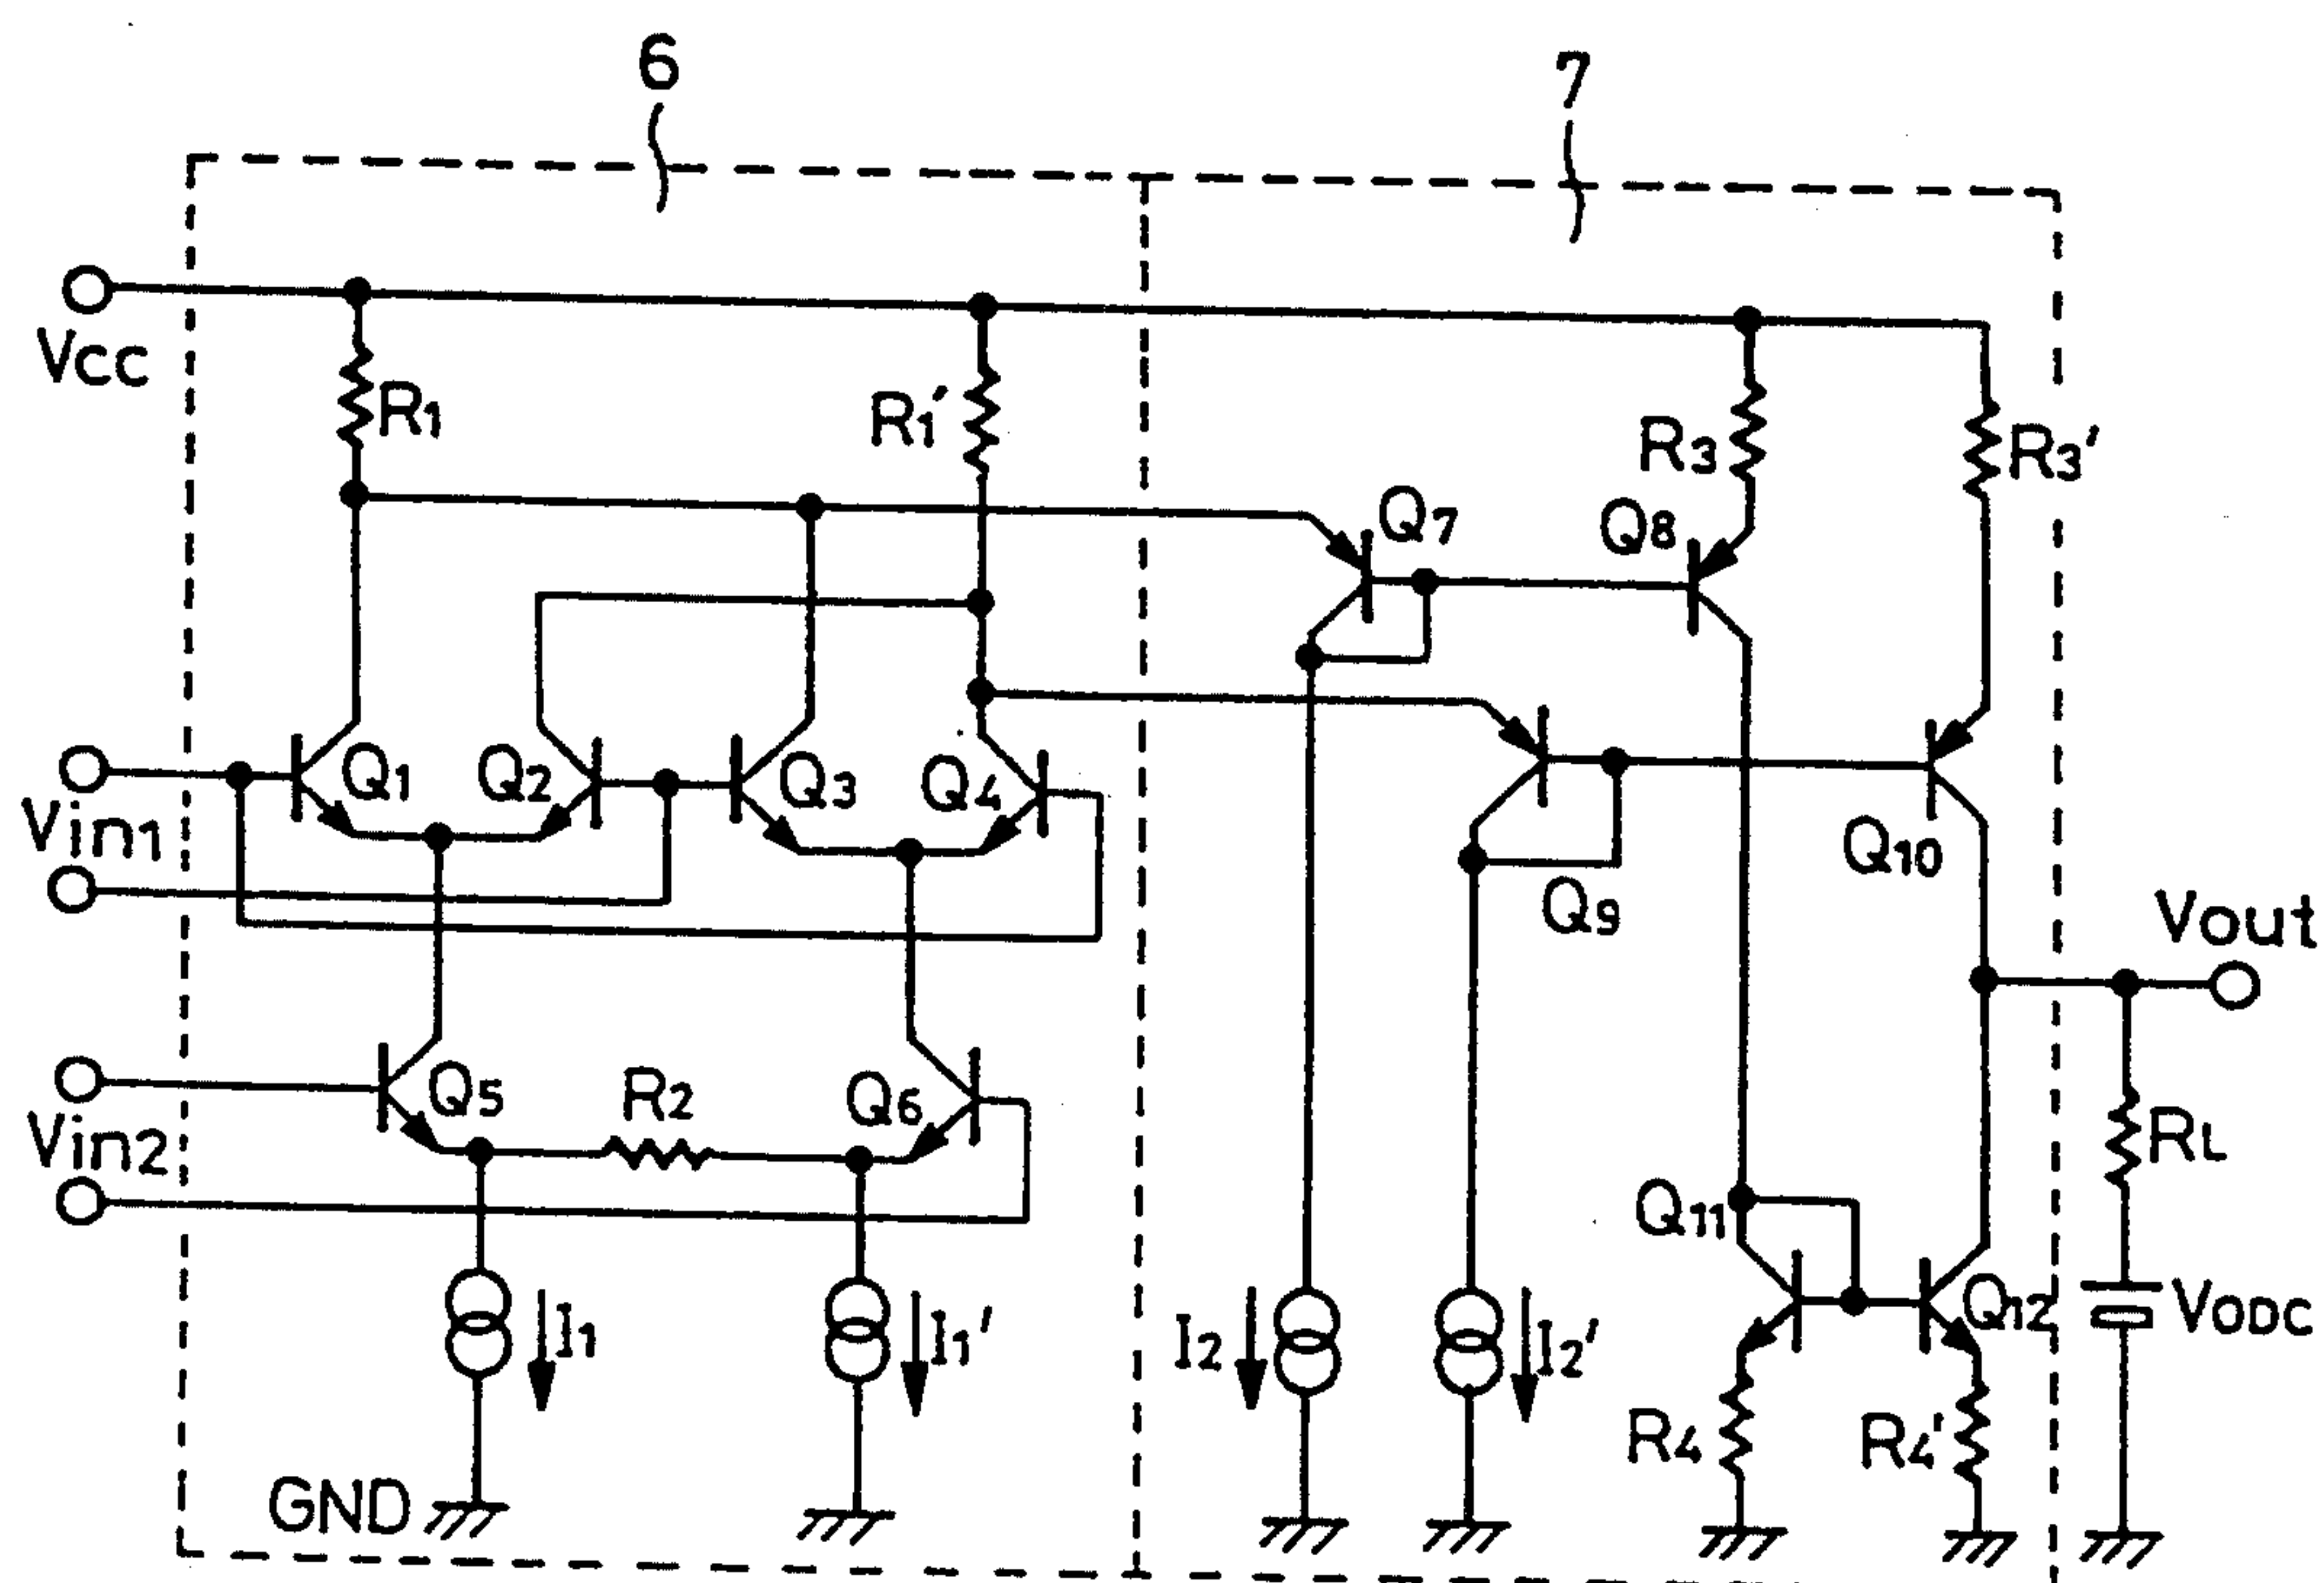 6
7
Vcc
R1
R1'
R3
R3'
Q7
Q8
Q1
Q2
Q3
Q4
Vin1
Q10
Q9
Vout
Q5
R2
Q6
Vin2
RL
Q11
Q12
VODC
I1
I1'
I2
I2'
R4
R4'
GND